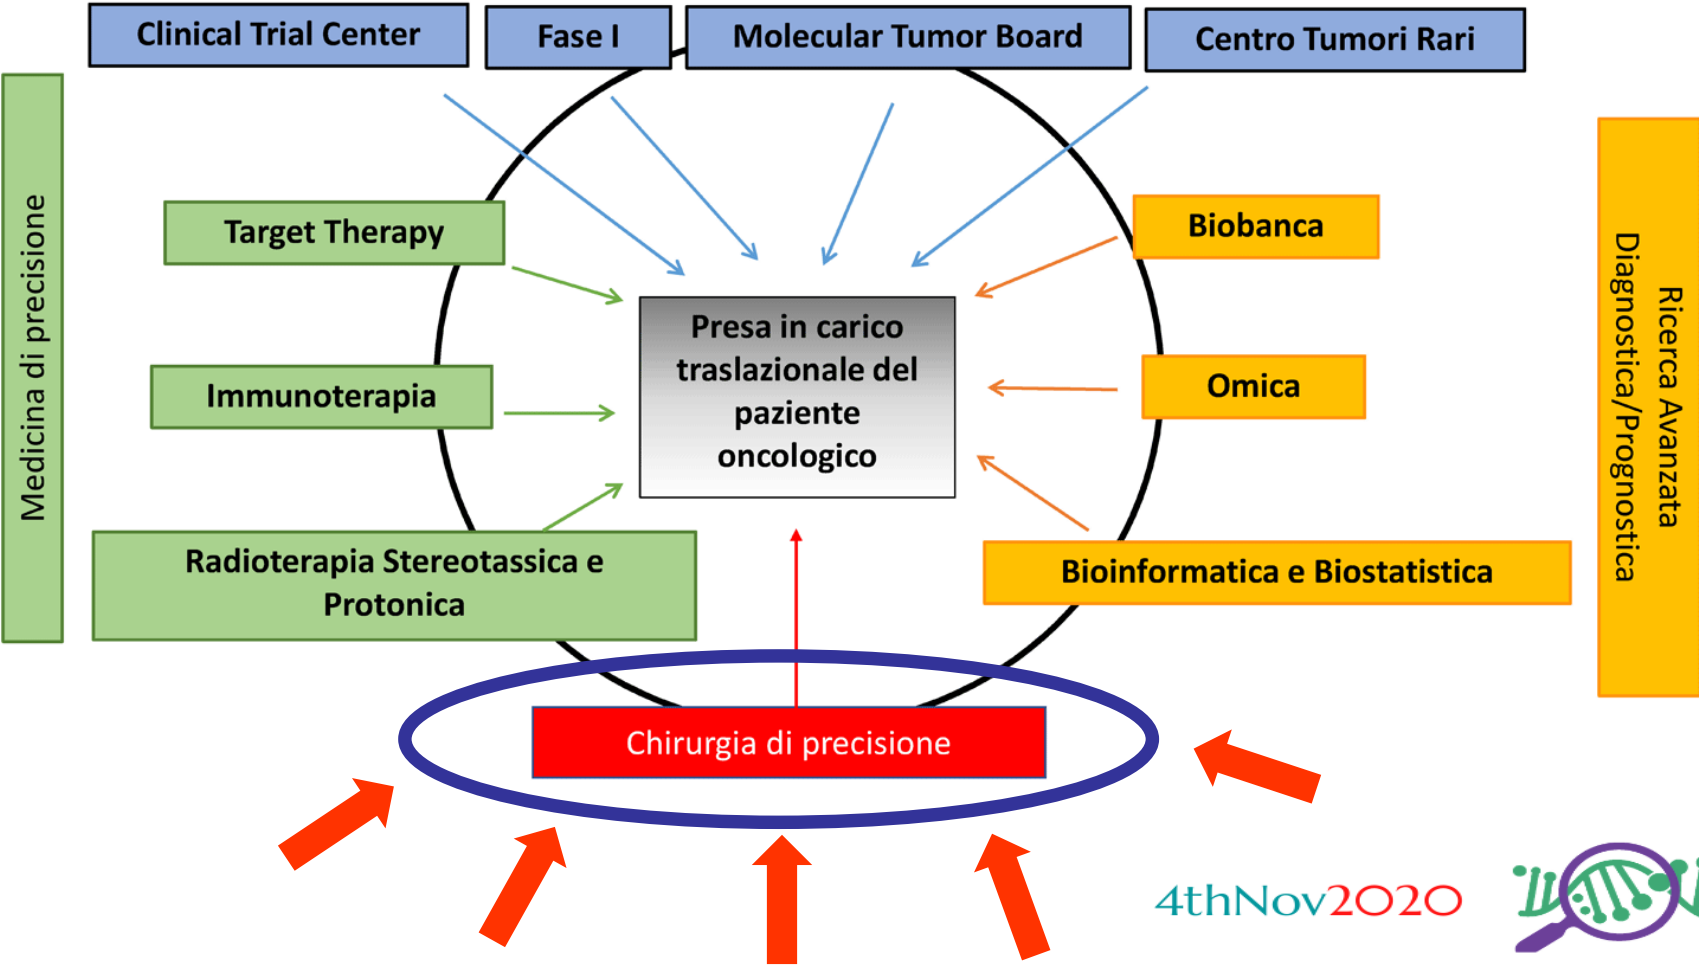 Clinical Trial Center
Fase I
Molecular Tumor Board
Centro Tumori Rari
Medicina di precisione
Target Therapy
Immunoterapia
Radioterapia Stereotassica e
Protonica
Presa in carico
traslazionale del
paziente
oncologico
Biobanca
Omica
Bioinformatica e Biostatistica
Ricerca Avanzata
Diagnostica/Prognostica
Chirurgia di precisione
4thNov2020